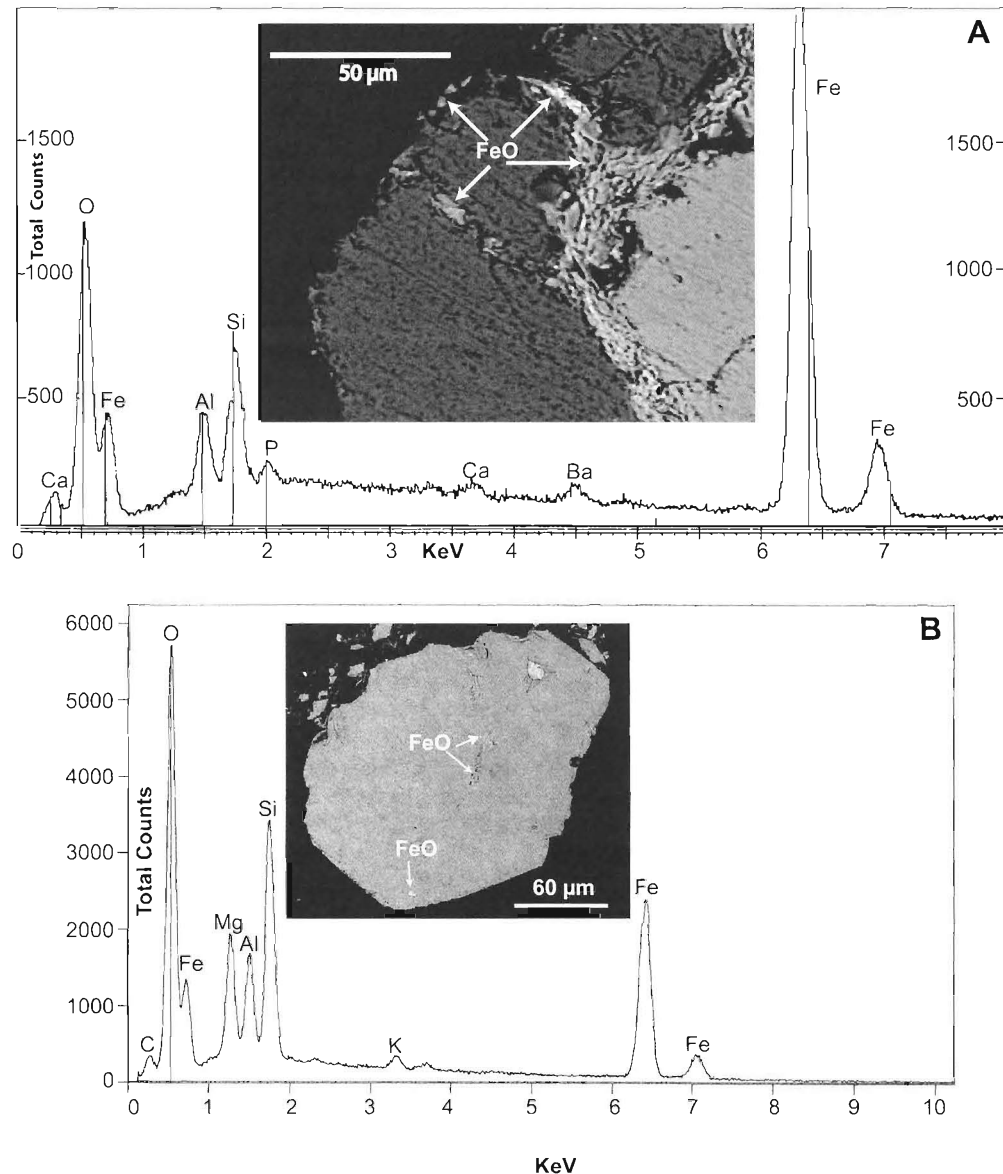 A
50 µm
FeO
Fe
1500
1500
Total Counts
O
1000
1000
Si
Fe
Al
500
500
P
Ca
Ca
Ba
Fe
0 1 2 3 4 5 6 7
KeV
B
6000
O
5000
FeO
4000
Si
3000
FeO
60 µm
Fe
Total Counts
2000
Mg
Al
Fe
1000
C
K
Fe
0
0 1 2 3 4 5 6 7 8 9 10
KeV